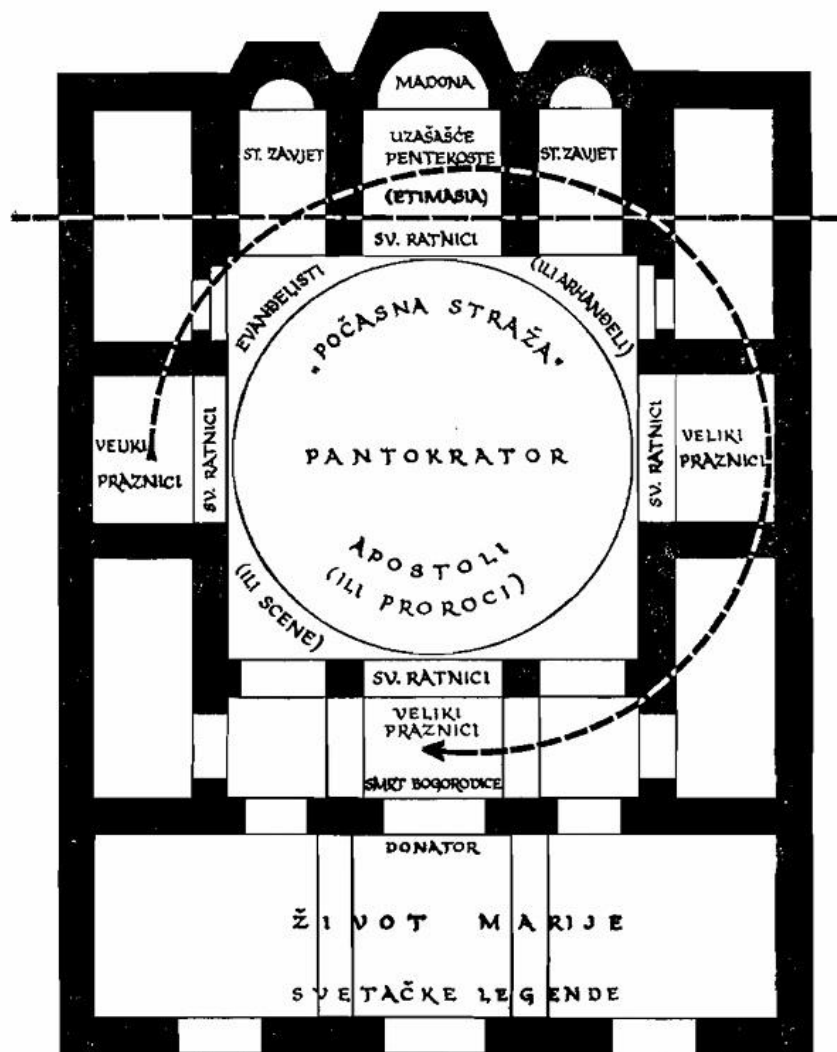 MADONA
ST. ZAVJET
UZAŠAŠĆE
PENTEKOSTE
(ETIMASIA)
ST. ZAVJET
SV. RATNICI
EVANĐELISTI
(ILI ARHANĐELI)
„POČASNA STRAŽA“
VELIKI
PRAZNICI
SV. RATNICI
PANTOKRATOR
SV. RATNICI
VELIKI
PRAZNICI
APOSTOLI
(ILI PROROCI)
(ILI SCENE)
SV. RATNICI
VELIKI
PRAZNICI
SMRT BOGORODICE
DONATOR
ŽIVOT MARIJE
SVETAČKE LEGENDE